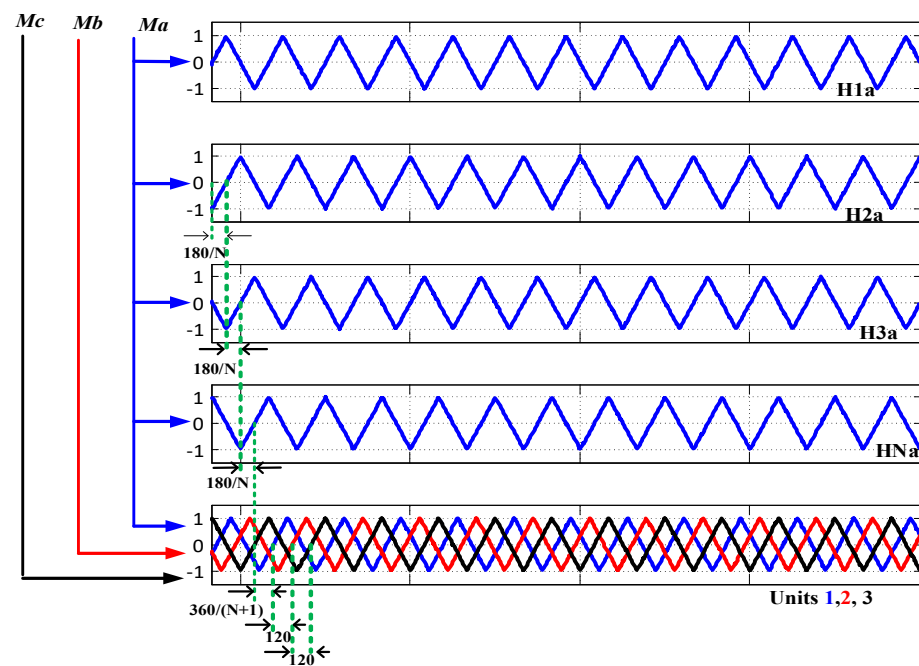 Mc Mb Ma
1
0
-1
H1a
1
0
-1
H2a
180/N
1
0
-1
H3a
180/N
1
0
-1
HNa
180/N
1
0
-1
Units 1,2, 3
360/(N+1)
120
120